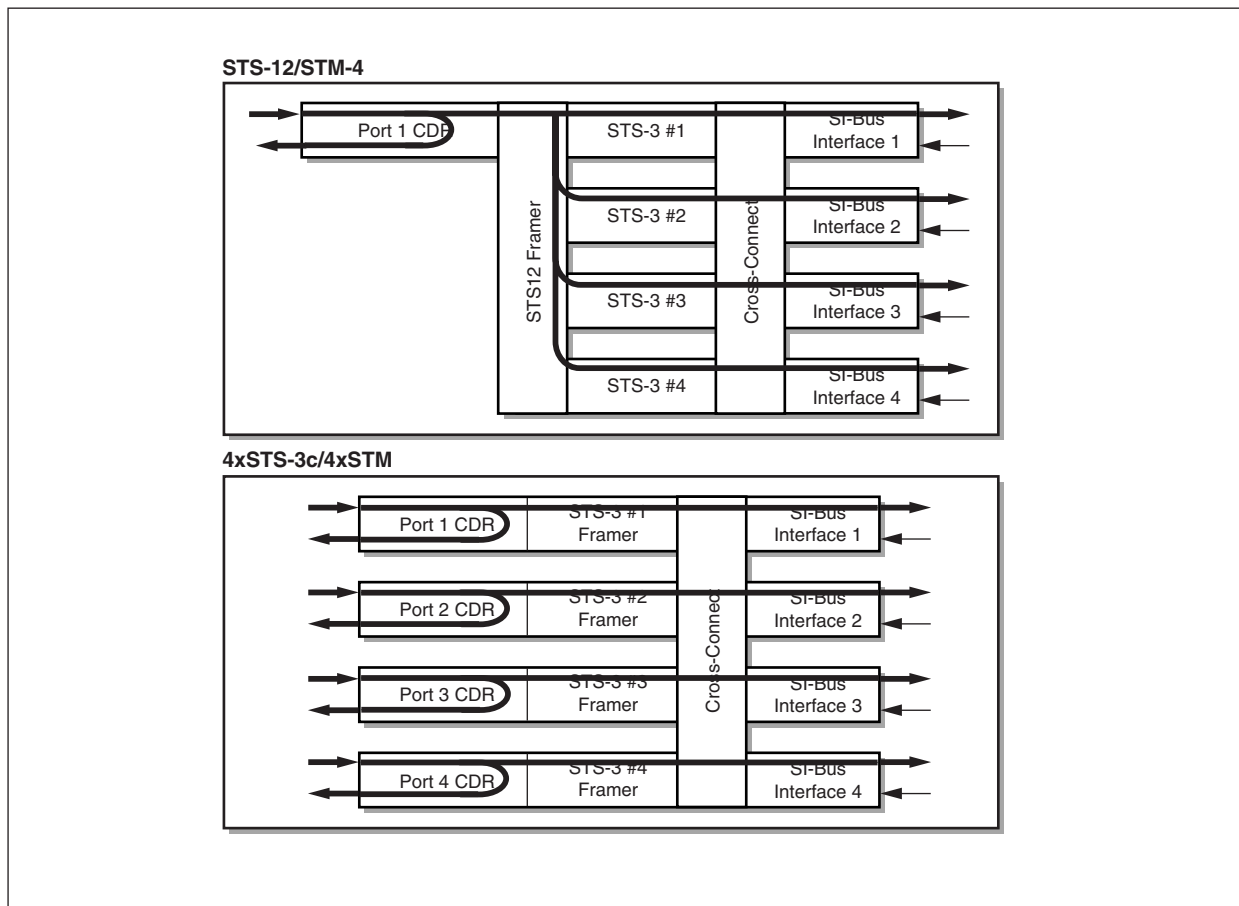 STS-12/STM-4
Port 1 CDR
STS12 Framer
STS-3 #1
STS-3 #2
STS-3 #3
STS-3 #4
Cross-Connect
SI-Bus
Interface 1
SI-Bus
Interface 2
SI-Bus
Interface 3
SI-Bus
Interface 4
4xSTS-3c/4xSTM
Port 1 CDR
STS-3 #1
Framer
SI-Bus
Interface 1
Port 2 CDR
STS-3 #2
Framer
SI-Bus
Interface 2
Cross-Connect
Port 3 CDR
STS-3 #3
Framer
SI-Bus
Interface 3
Port 4 CDR
STS-3 #4
Framer
SI-Bus
Interface 4